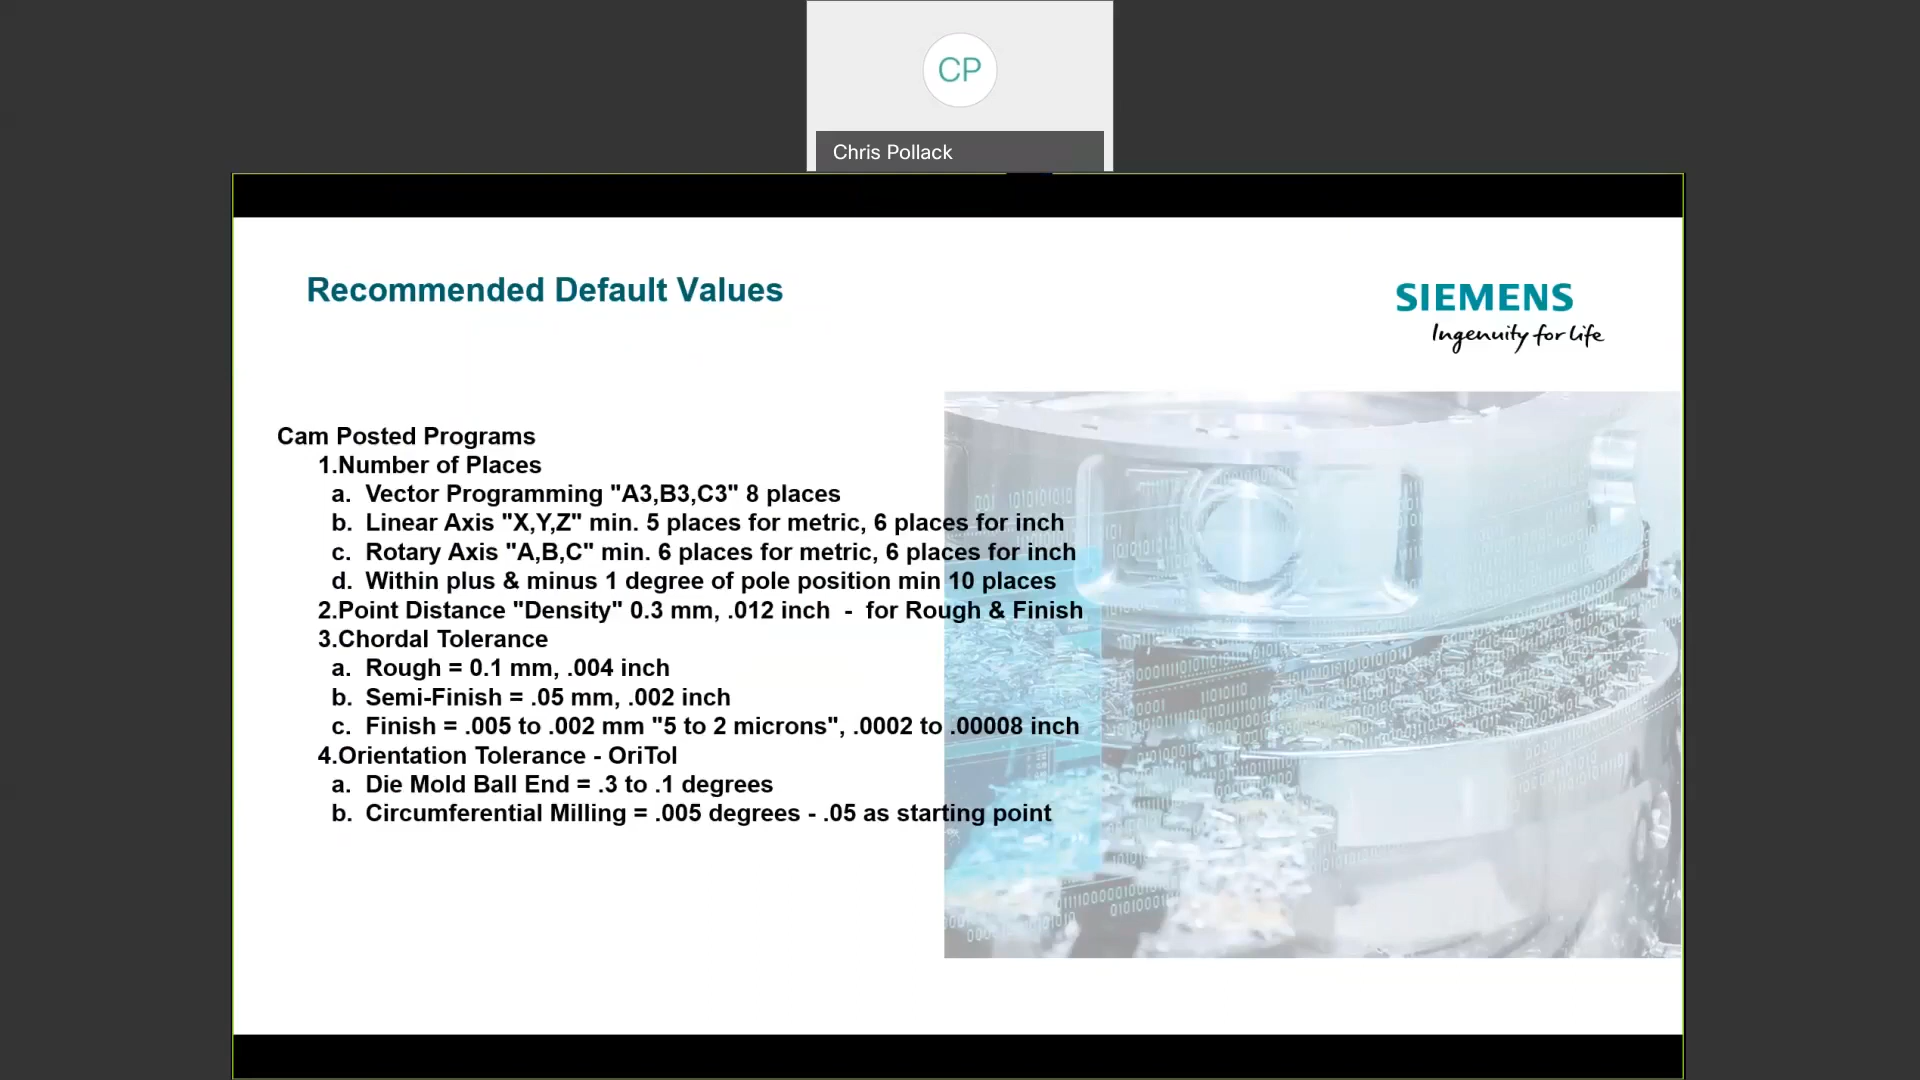 CP
Chris Pollack
Recommended Default Values
SIEMENS
Ingenuity for life
Cam Posted Programs
1.Number of Places
a. Vector Programming "A3,B3,C3" 8 places
b. Linear Axis "X,Y,Z" min. 5 places for metric, 6 places for inch
c. Rotary Axis "A,B,C" min. 6 places for metric, 6 places for inch
d. Within plus & minus 1 degree of pole position min 10 places
2.Point Distance "Density" 0.3 mm, .012 inch - for Rough & Finish
3.Chordal Tolerance
a. Rough = 0.1 mm, .004 inch
b. Semi-Finish = .05 mm, .002 inch
c. Finish = .005 to .002 mm "5 to 2 microns", .0002 to .00008 inch
4.Orientation Tolerance - OriTol
a. Die Mold Ball End = .3 to .1 degrees
b. Circumferential Milling = .005 degrees - .05 as starting point